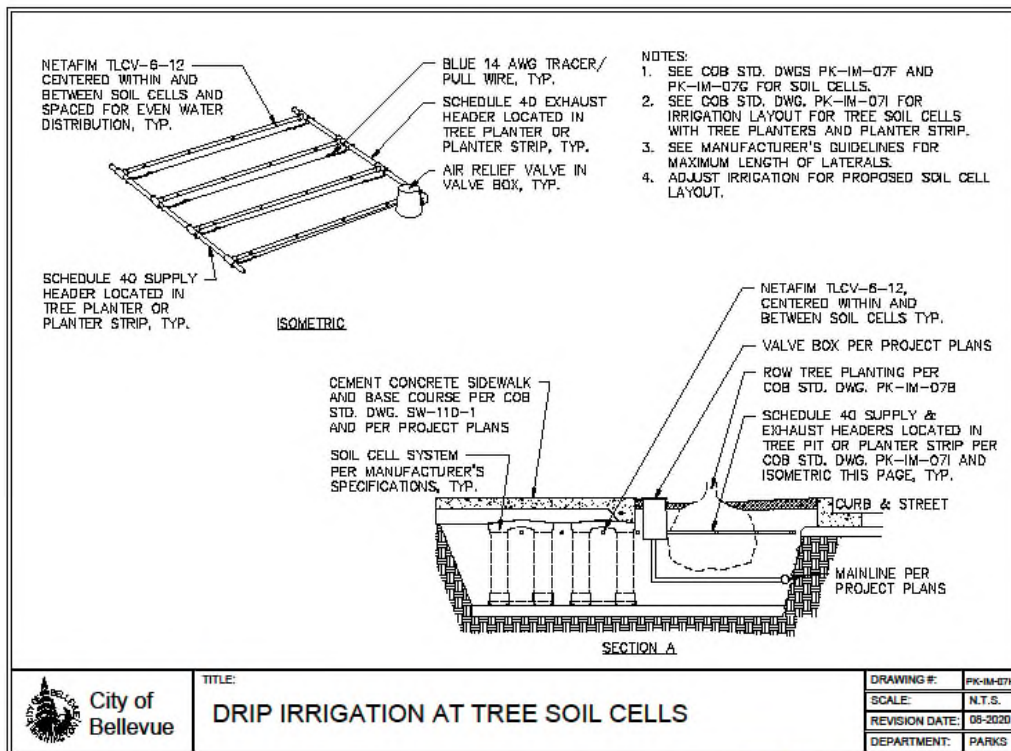 NETAFIM TLCV-6-12
CENTERED WITHIN AND
BETWEEN SOIL CELLS AND
SPACED FOR EVEN WATER
DISTRIBUTION, TYP.
BLUE 14 AWG TRACER/
PULL WIRE, TYP.
SCHEDULE 40 EXHAUST
HEADER LOCATED IN
TREE PLANTER OR
PLANTER STRIP, TYP.
AIR RELIEF VALVE IN
VALVE BOX, TYP.
NOTES:
1. SEE COB STD. DWGS PK-IM-07F AND
PK-IM-07G FOR SOIL CELLS.
2. SEE COB STD. DWG. PK-IM-07I FOR
IRRIGATION LAYOUT FOR TREE SOIL CELLS
WITH TREE PLANTERS AND PLANTER STRIP.
3. SEE MANUFACTURER'S GUIDELINES FOR
MAXIMUM LENGTH OF LATERALS.
4. ADJUST IRRIGATION FOR PROPOSED SOIL CELL
LAYOUT.
SCHEDULE 40 SUPPLY
HEADER LOCATED IN
TREE PLANTER OR
PLANTER STRIP, TYP.
ISOMETRIC
NETAFIM TLCV-6-12,
CENTERED WITHIN AND
BETWEEN SOIL CELLS TYP.
VALVE BOX PER PROJECT PLANS
ROW TREE PLANTING PER
COB STD. DWG. PK-IM-07B
SCHEDULE 40 SUPPLY &
EXHAUST HEADERS LOCATED IN
TREE PIT OR PLANTER STRIP PER
COB STD. DWG. PK-IM-07I AND
ISOMETRIC THIS PAGE, TYP.
CURB & STREET
CEMENT CONCRETE SIDEWALK
AND BASE COURSE PER COB
STD. DWG. SW-110-1
AND PER PROJECT PLANS
SOIL CELL SYSTEM
PER MANUFACTURER'S
SPECIFICATIONS, TYP.
MAINLINE PER
PROJECT PLANS
SECTION A
City of
Bellevue
TITLE:
DRIP IRRIGATION AT TREE SOIL CELLS
DRAWING #: PK-IM-07H
SCALE: N.T.S.
REVISION DATE: 08-2020
DEPARTMENT: PARKS